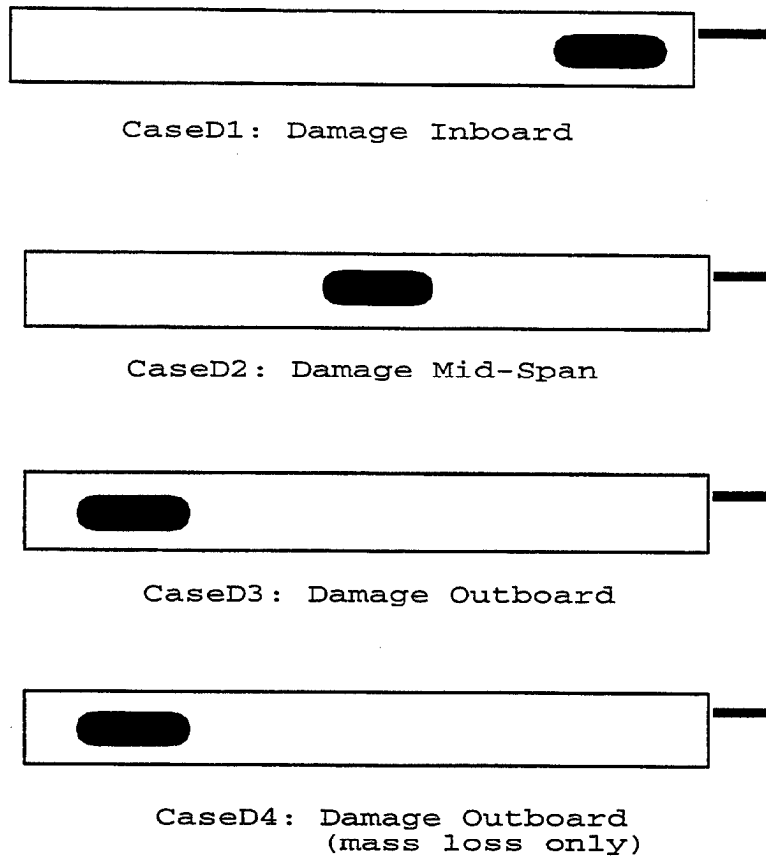 CaseD1: Damage Inboard
CaseD2: Damage Mid-Span
CaseD3: Damage Outboard
CaseD4: Damage Outboard
(mass loss only)